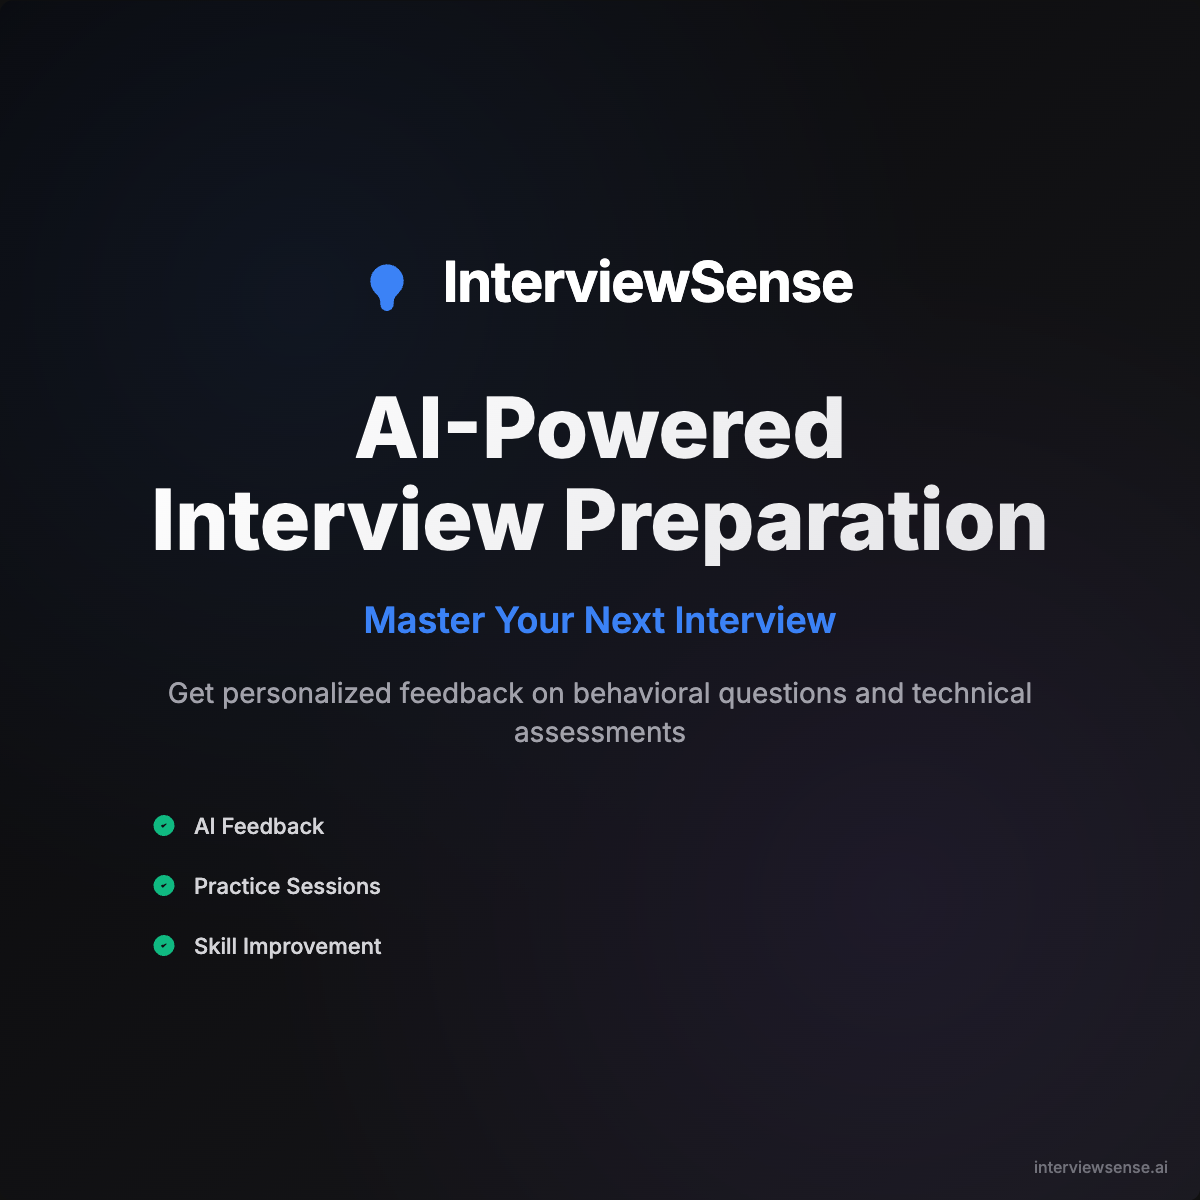 InterviewSense
AI-Powered
Interview Preparation
Master Your Next Interview
Get personalized feedback on behavioral questions and technical
assessments
AI Feedback
Practice Sessions
Skill Improvement
interviewsense.ai